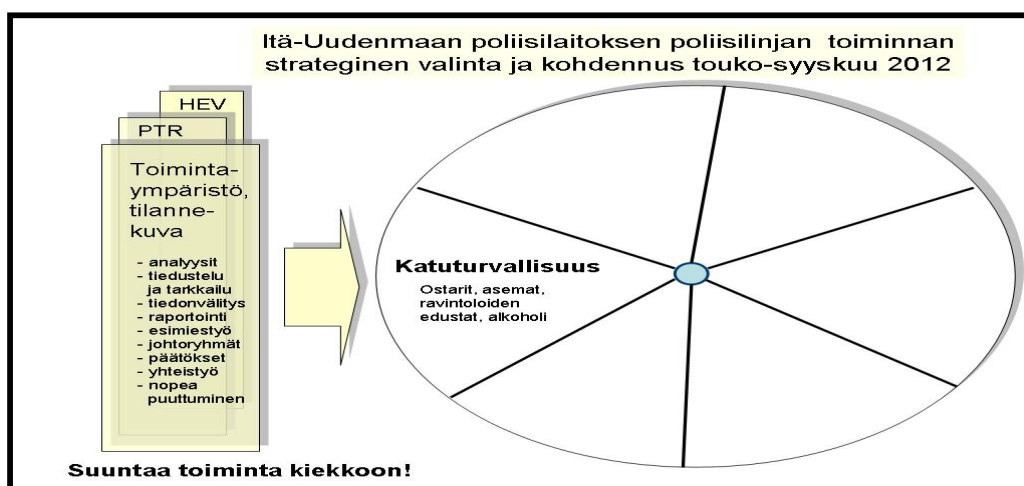 Itä-Uudenmaan poliisilaitoksen poliisilinjan toiminnan
strateginen valinta ja kohdennus touko-syyskuu 2012
HEV
PTR
Toiminta-
ympäristö,
tilanne-
kuva
- analyysit
- tiedustelu
ja tarkkailu
- tiedonvälitys
- raportointi
- esimiestyö
- johtoryhmät
- päätökset
- yhteistyö
- nopea
puuttuminen
Katuturvallisuus
Ostarit, asemat,
ravintoloiden
edustat, alkoholi
Suuntaa toiminta kiekkoon!